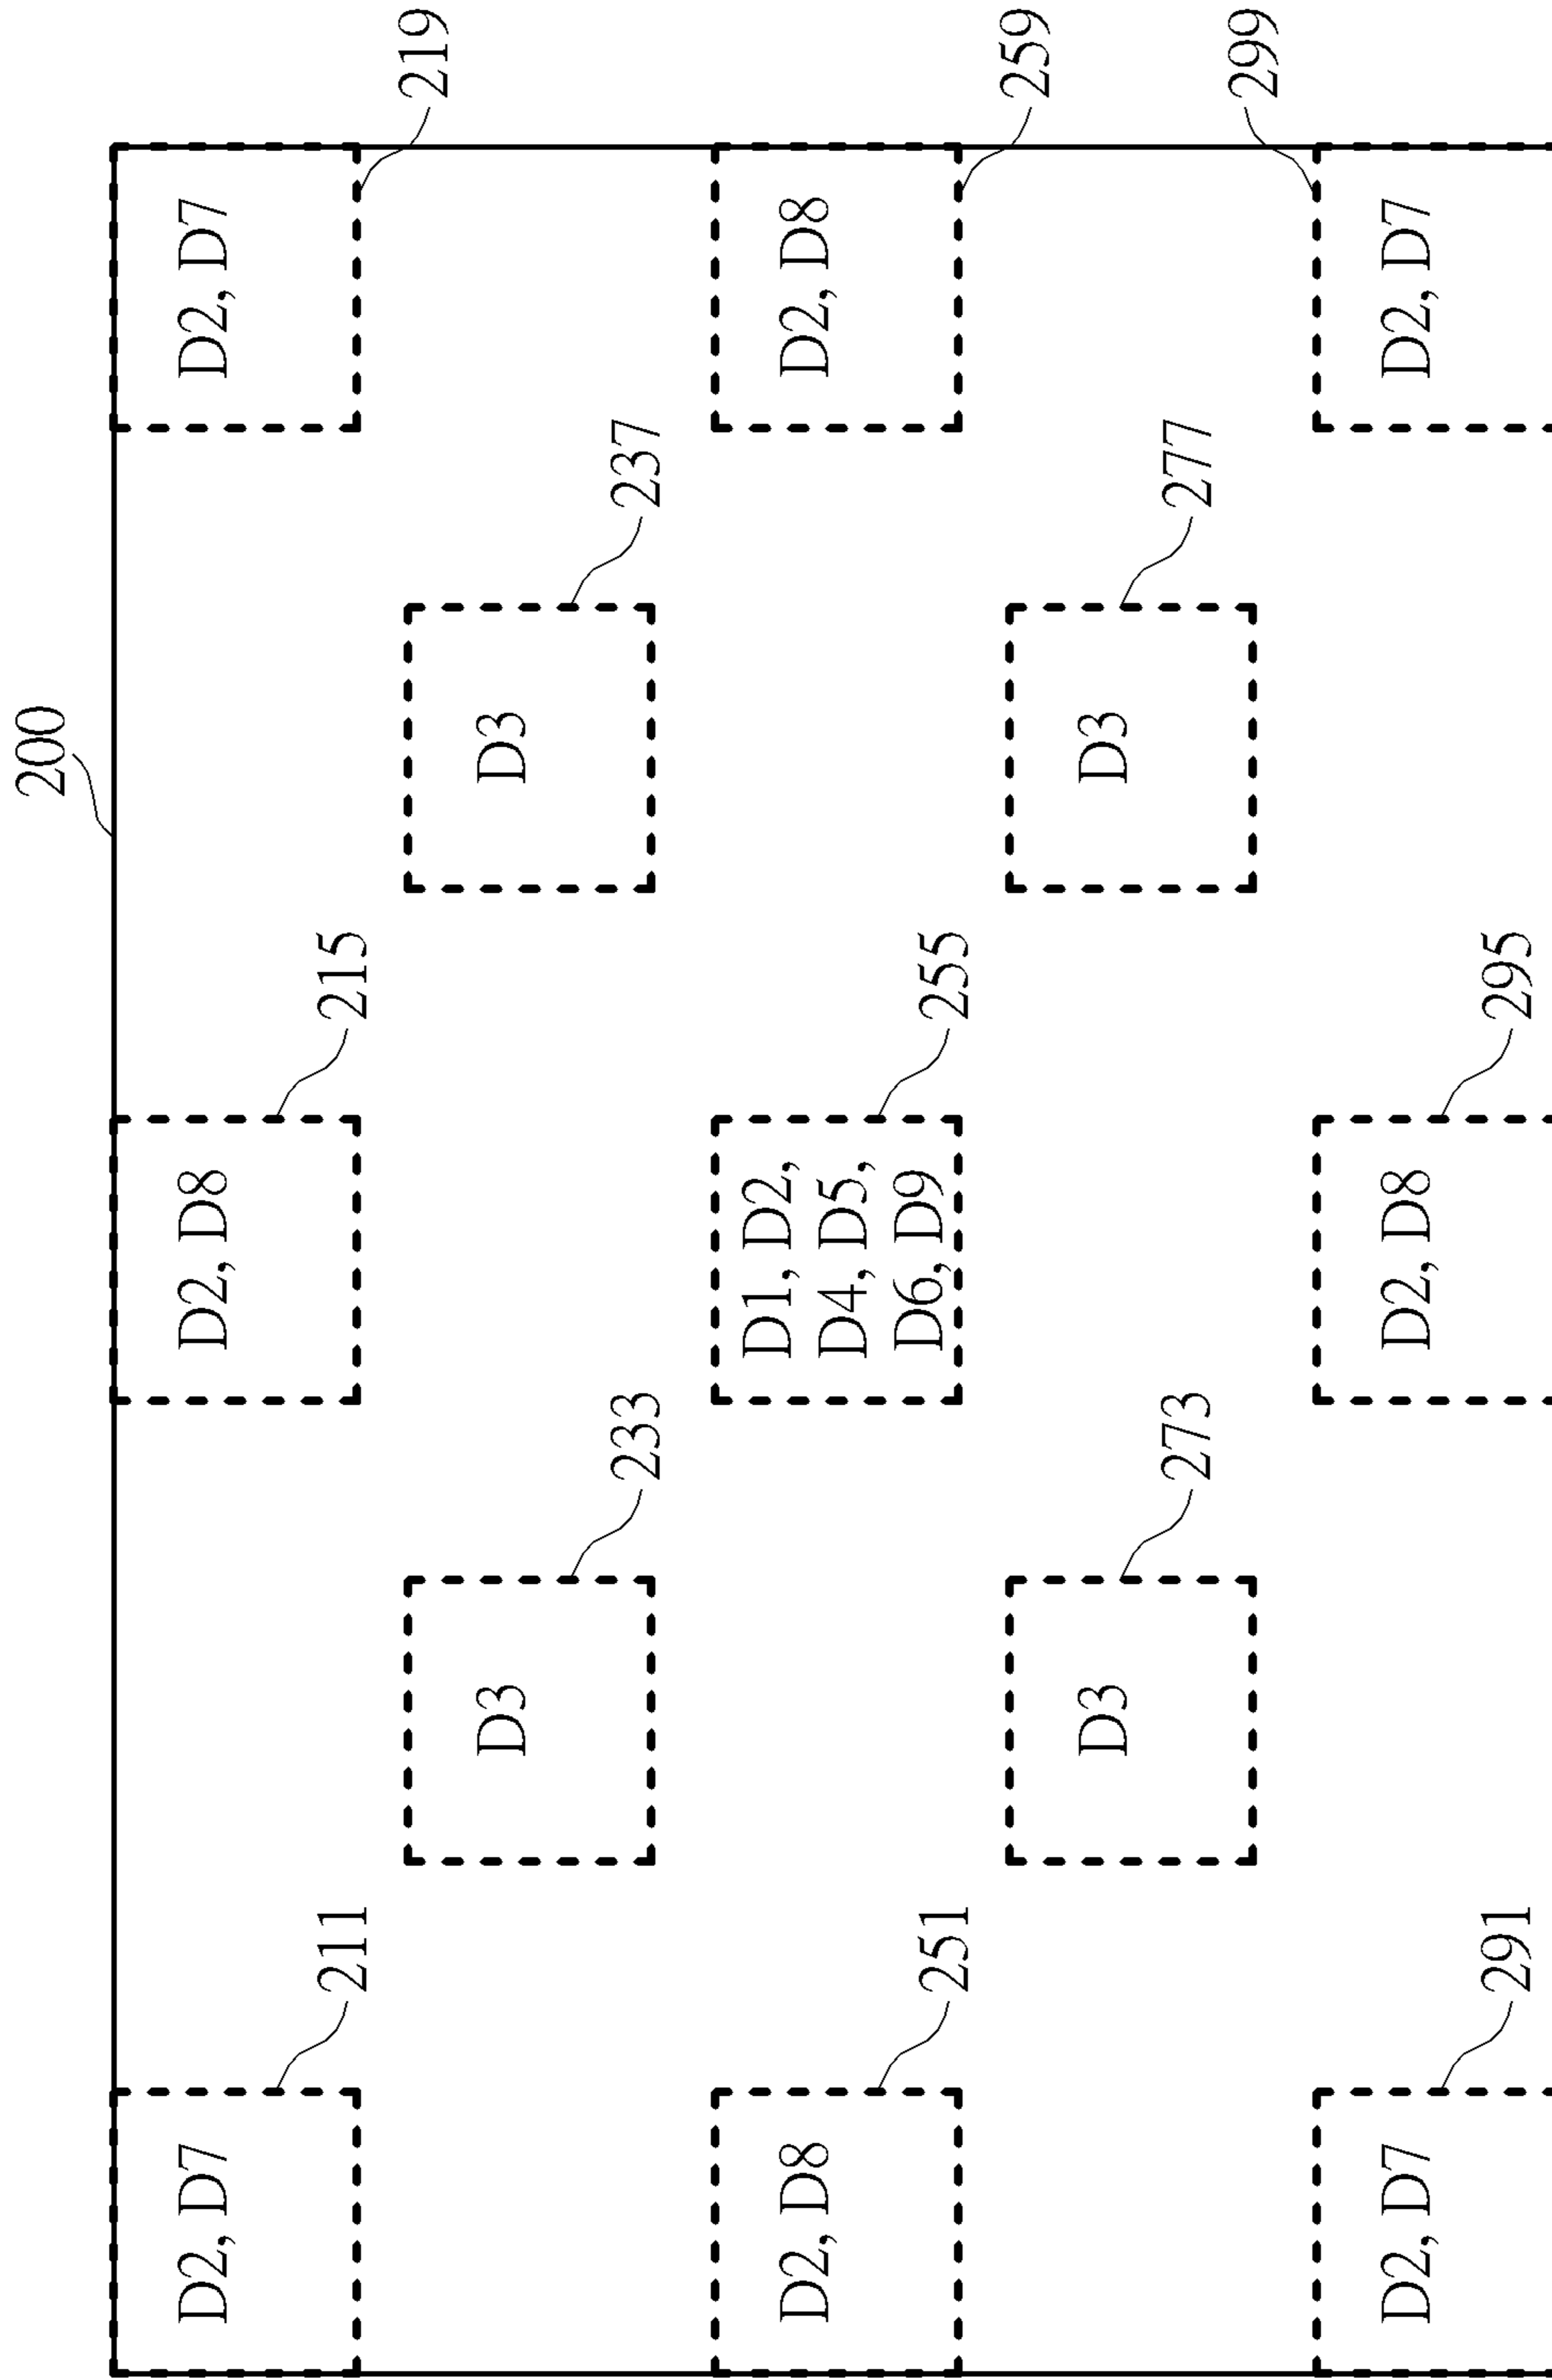 200
D2, D7
D2, D8
D2, D7
211
215
219
D3
D3
233
237
D2, D8
D1, D2,
D4, D5,
D6, D9
D2, D8
251
255
259
D3
D3
273
277
299
D2, D7
D2, D8
D2, D7
291
295